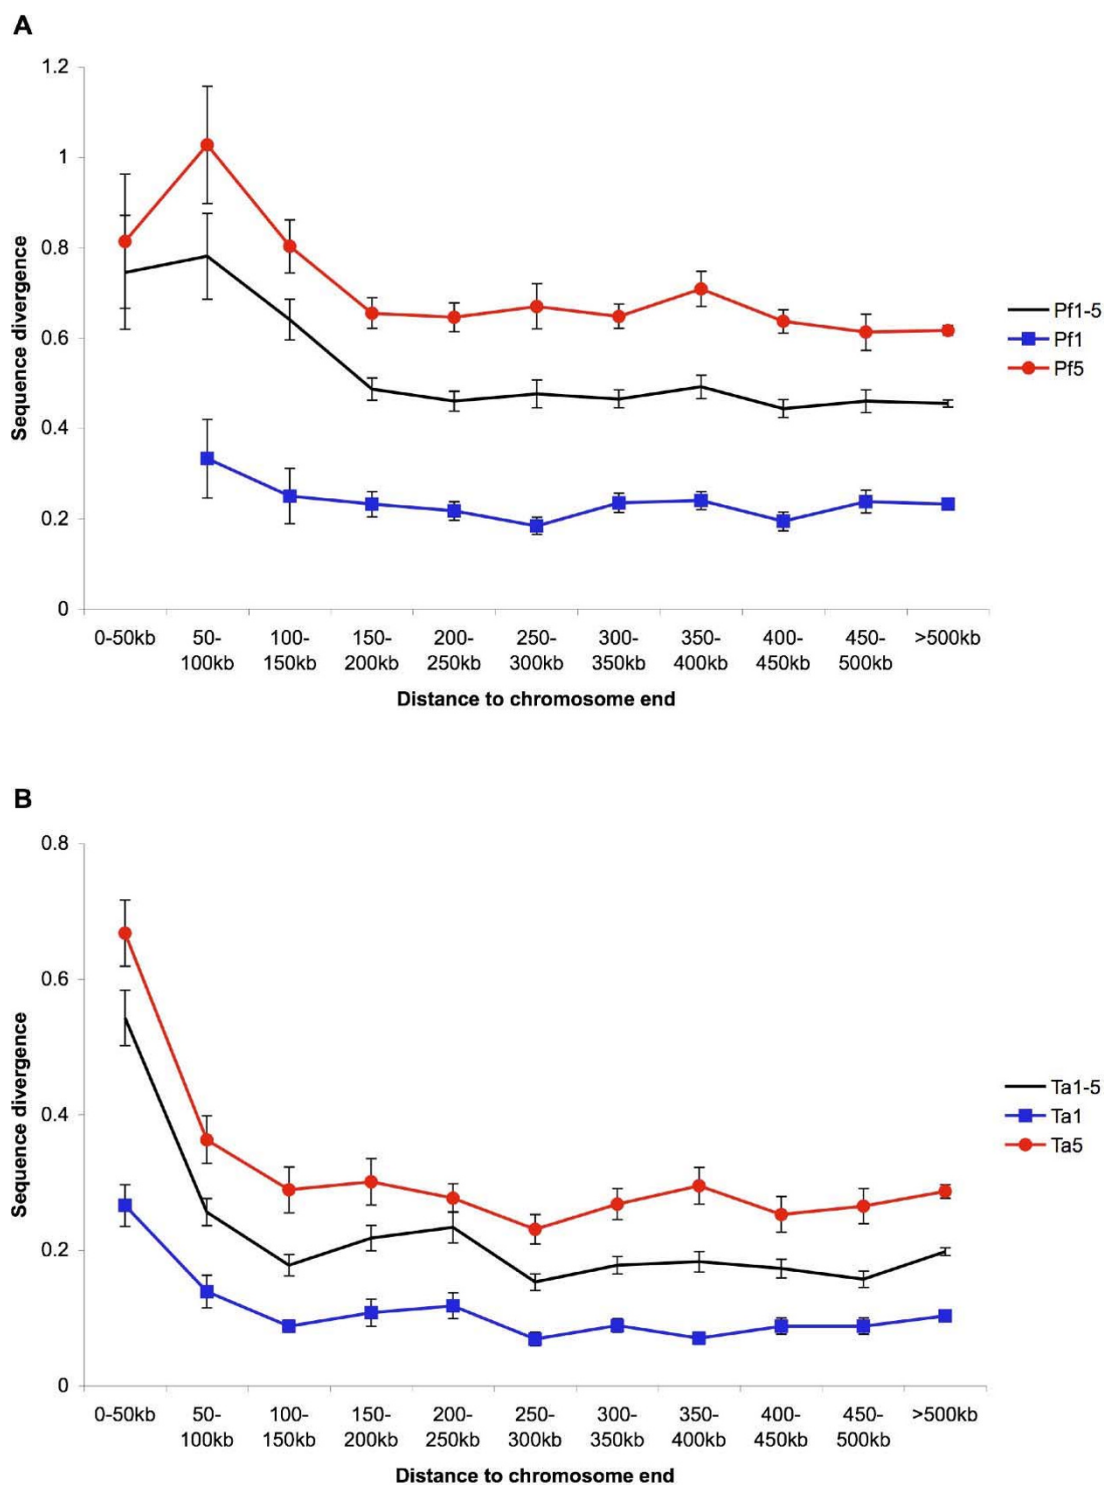 A
1.2
1
0.8
0.6
0.4
0.2
0
Sequence divergence
Pf1-5
Pf1
Pf5
0-50kb 50- 100- 150- 200- 250- 300- 350- 400- 450- >500kb
100kb 150kb 200kb 250kb 300kb 350kb 400kb 450kb 500kb
Distance to chromosome end
B
0.8
0.6
0.4
0.2
0
Sequence divergence
Ta1-5
Ta1
Ta5
0-50kb 50- 100- 150- 200- 250- 300- 350- 400- 450- >500kb
100kb 150kb 200kb 250kb 300kb 350kb 400kb 450kb 500kb
Distance to chromosome end